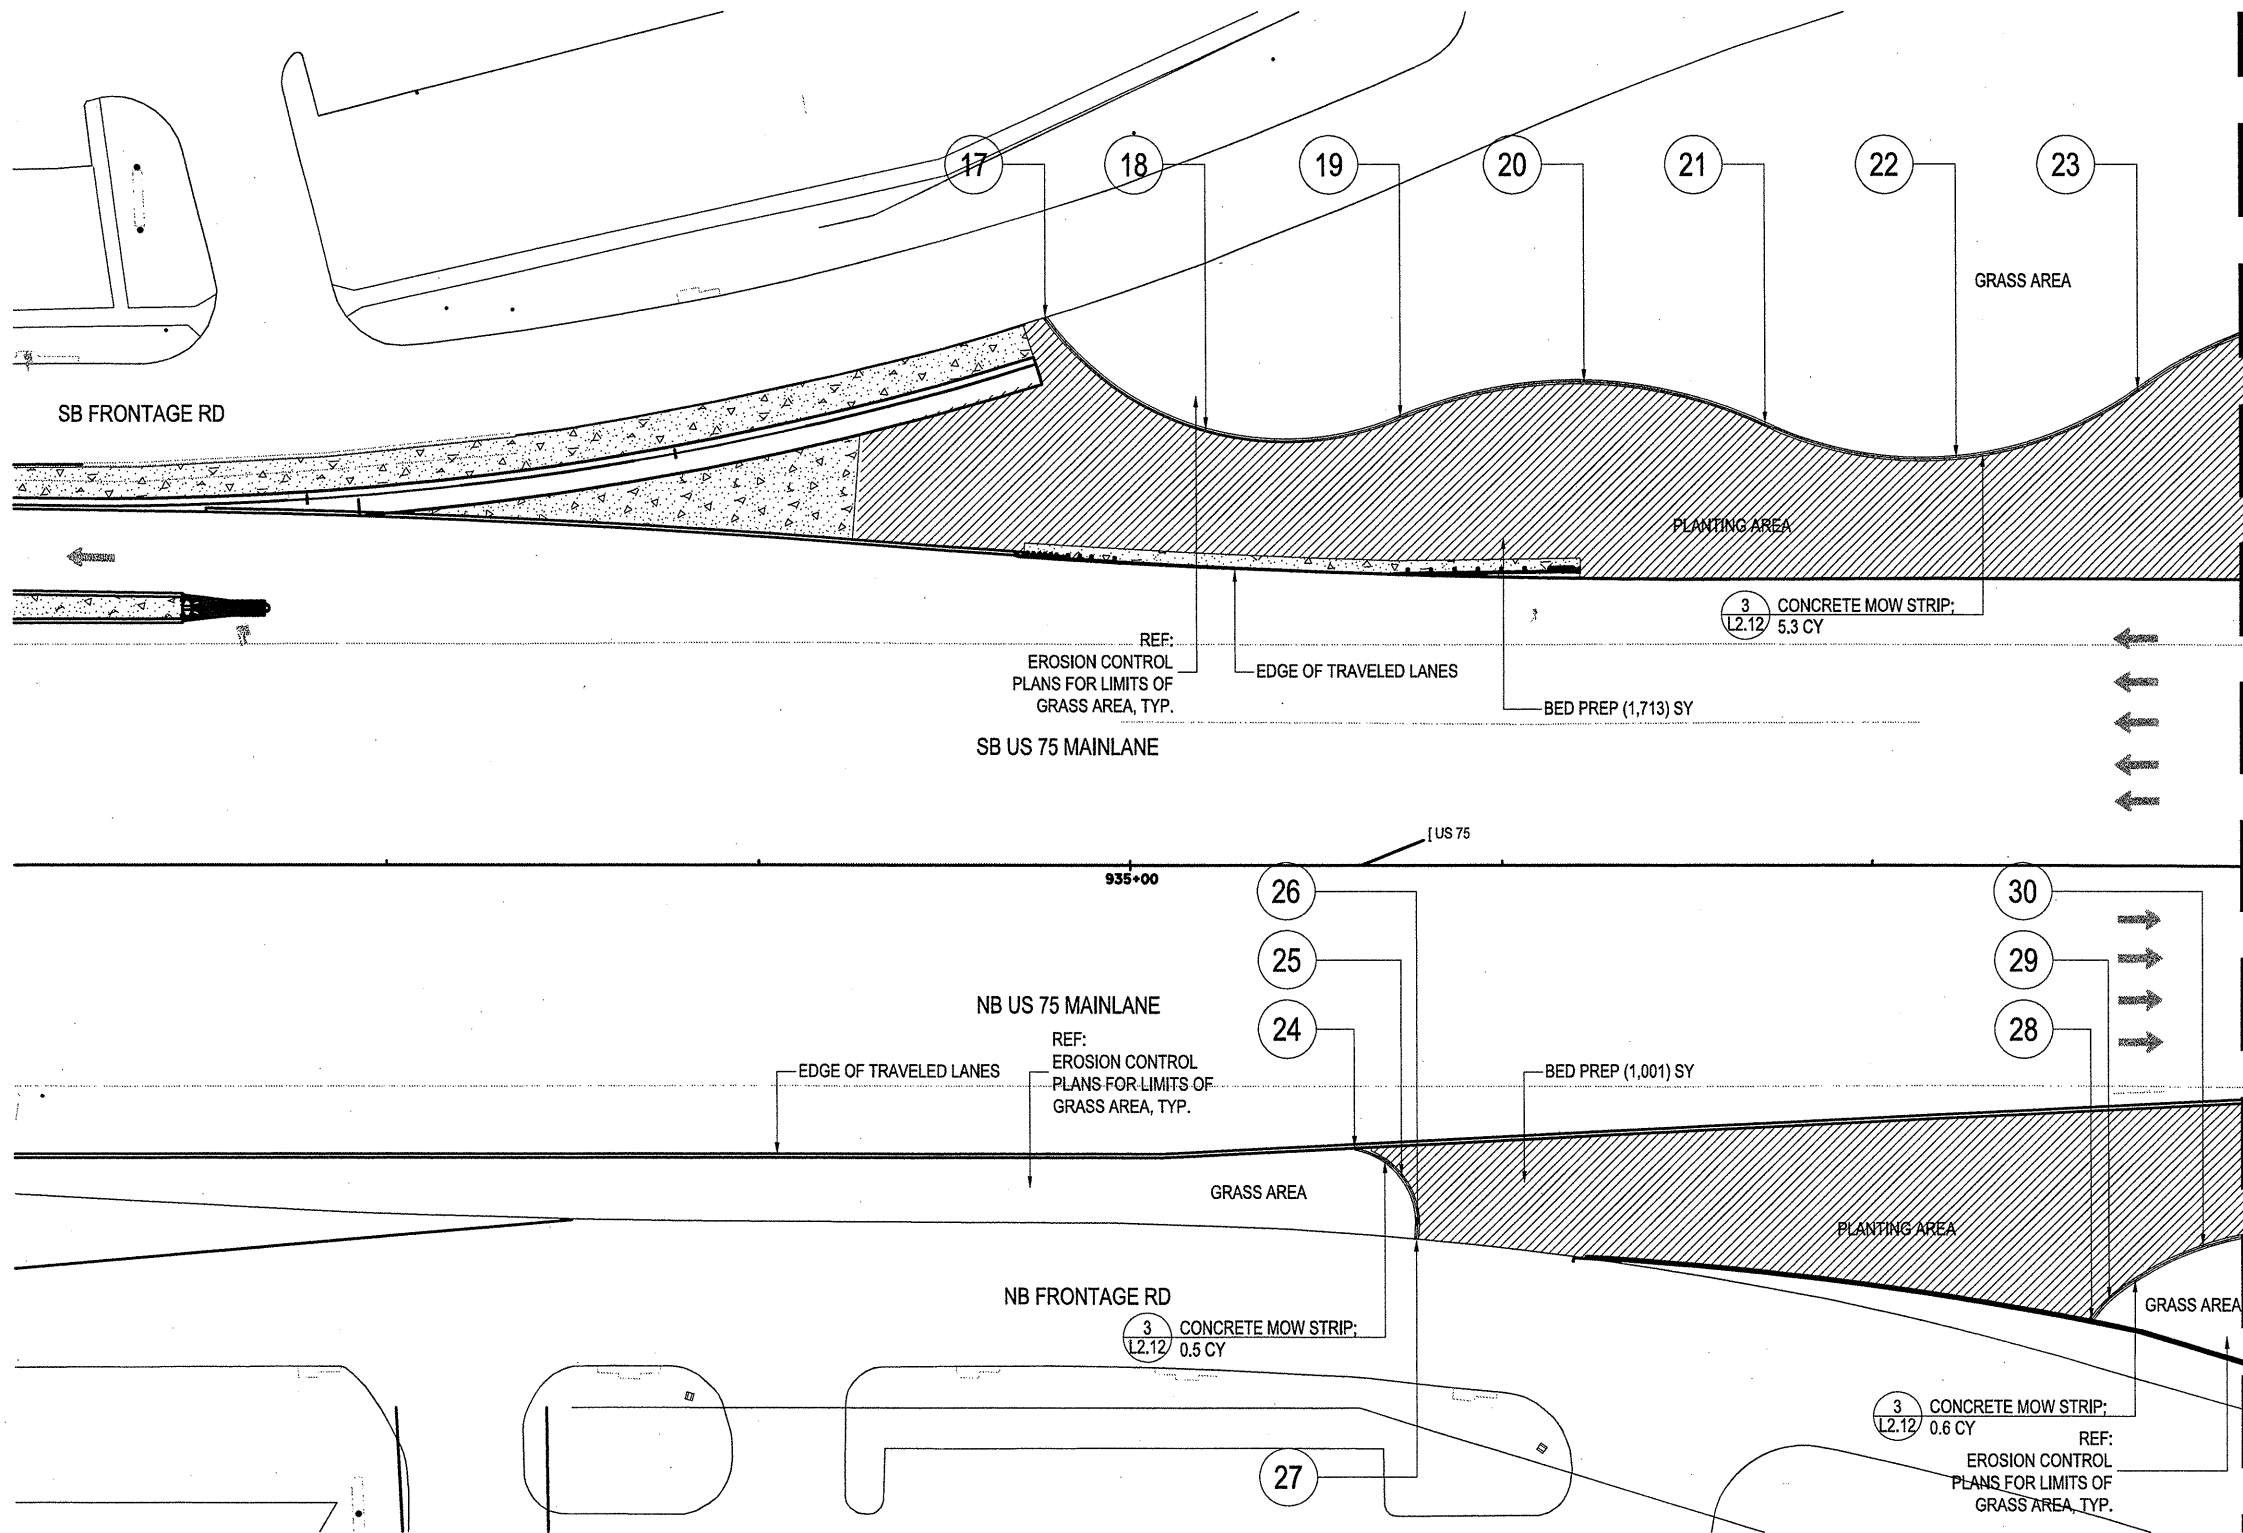 17
18
19
20
21
22
23
GRASS AREA
SB FRONTAGE RD
PLANTING AREA
3
L2.12
CONCRETE MOW STRIP;
5.3 CY
REF:
EROSION CONTROL
PLANS FOR LIMITS OF
GRASS AREA, TYP.
EDGE OF TRAVELED LANES
BED PREP (1,713) SY
SB US 75 MAINLANE
[ US 75
935+00
26
30
25
29
NB US 75 MAINLANE
24
28
REF:
EROSION CONTROL
PLANS FOR LIMITS OF
GRASS AREA, TYP.
EDGE OF TRAVELED LANES
BED PREP (1,001) SY
GRASS AREA
PLANTING AREA
NB FRONTAGE RD
GRASS AREA
3
L2.12
CONCRETE MOW STRIP;
0.5 CY
3
L2.12
CONCRETE MOW STRIP;
0.6 CY
27
REF:
EROSION CONTROL
PLANS FOR LIMITS OF
GRASS AREA, TYP.